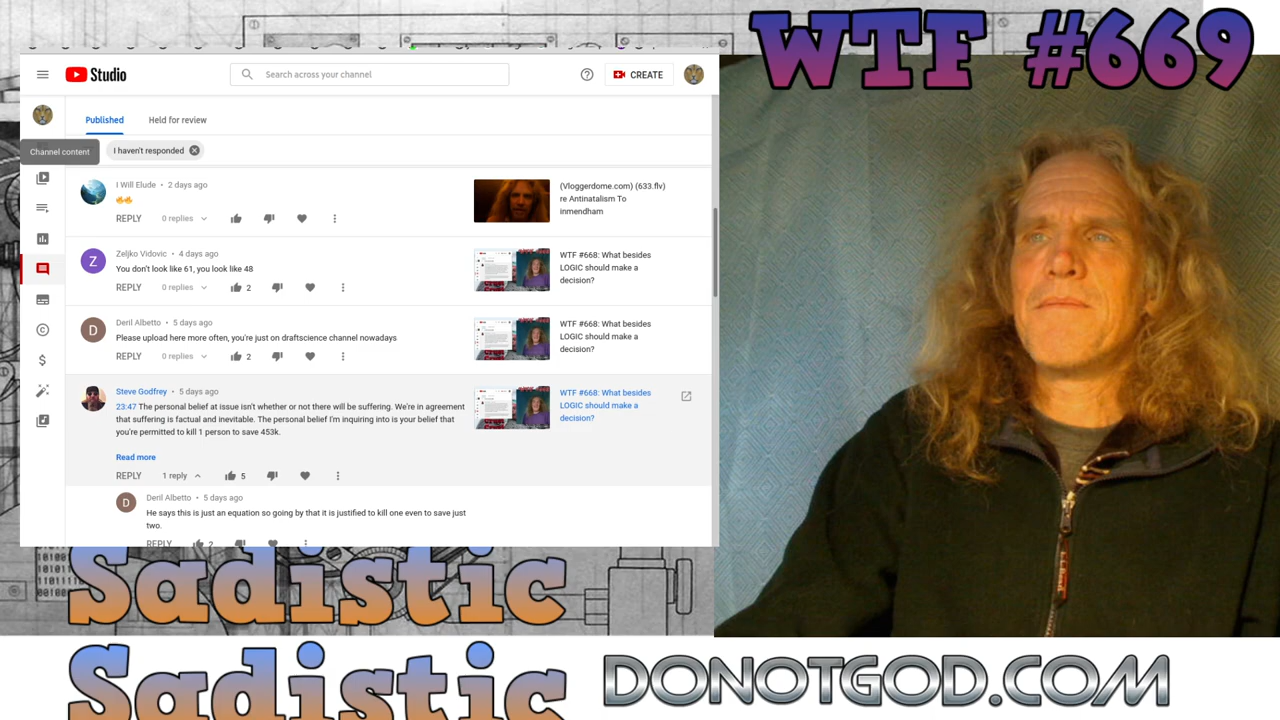 WTF #669
Studio
Search across your channel
CREATE
Published
Held for review
Channel content
I haven't responded
I Will Elude • 2 days ago
🔥🔥
REPLY
0 replies
(Vloggerdome.com) (633.flv)
re Antinatalism To
inmendham
Z
Zeljko Vidovic • 4 days ago
You don't look like 61, you look like 48
REPLY
0 replies
2
WTF #668: What besides
LOGIC should make a
decision?
D
Deril Albetto • 5 days ago
Please upload here more often, you're just on draftscience channel nowadays
REPLY
0 replies
2
WTF #668: What besides
LOGIC should make a
decision?
Steve Godfrey • 5 days ago
23:47 The personal belief at issue isn't whether or not there will be suffering. We're in agreement
that suffering is factual and inevitable. The personal belief I'm inquiring into is your belief that
you're permitted to kill 1 person to save 453k.
Read more
REPLY
1 reply
5
WTF #668: What besides
LOGIC should make a
decision?
D
Deril Albetto • 5 days ago
He says this is just an equation so going by that it is justified to kill one even to save just
two.
REPLY
2
Sadistic
Sadistic
DONOTGOD.COM